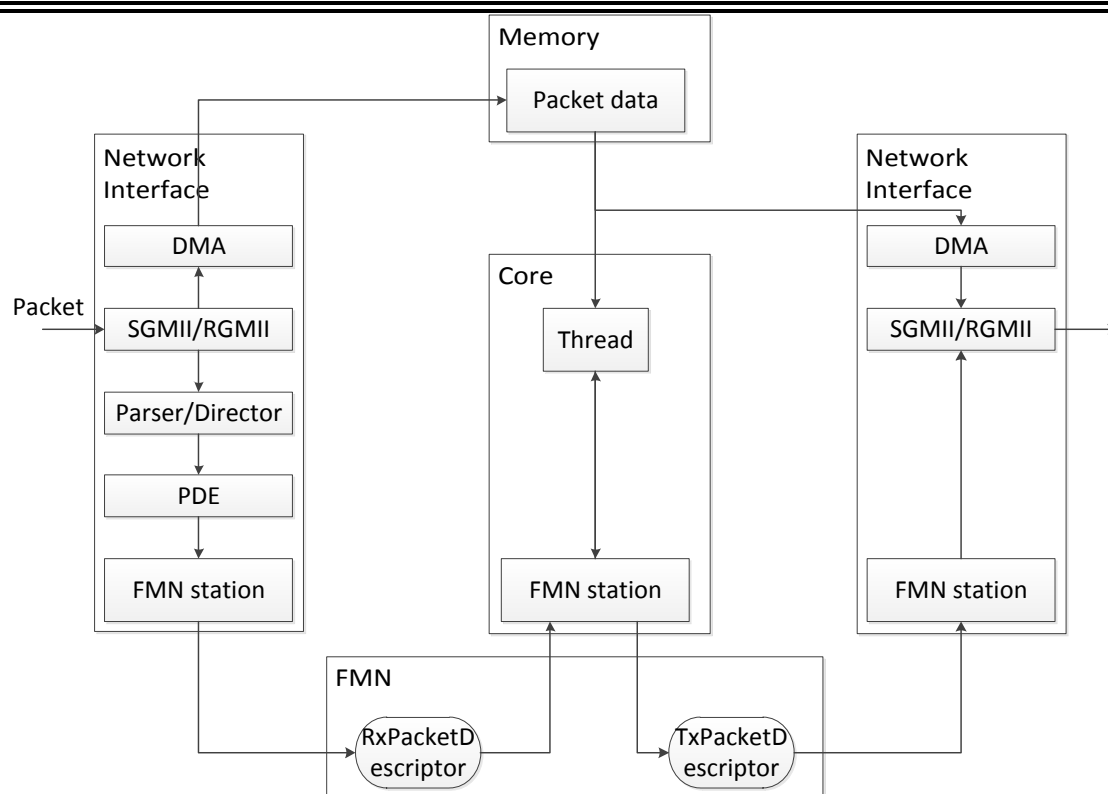 Memory
Packet data
Network
Interface
DMA
Packet
SGMII/RGMII
Parser/Director
PDE
FMN station
Core
Thread
FMN station
Network
Interface
DMA
SGMII/RGMII
FMN station
FMN
RxPacketD
escriptor
TxPacketD
escriptor